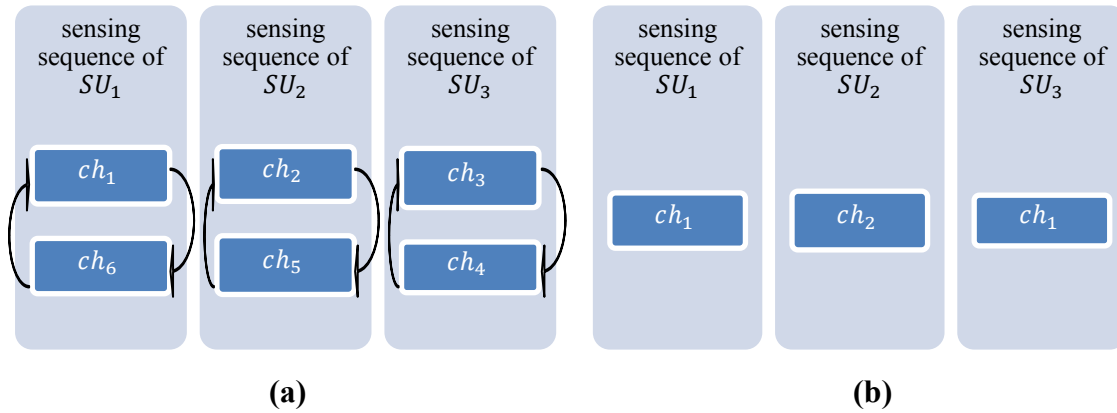 sensing
sequence of
SU₁
ch₁
ch₆
sensing
sequence of
SU₂
ch₂
ch₅
sensing
sequence of
SU₃
ch₃
ch₄
(a)
sensing
sequence of
SU₁
ch₁
sensing
sequence of
SU₂
ch₂
sensing
sequence of
SU₃
ch₁
(b)